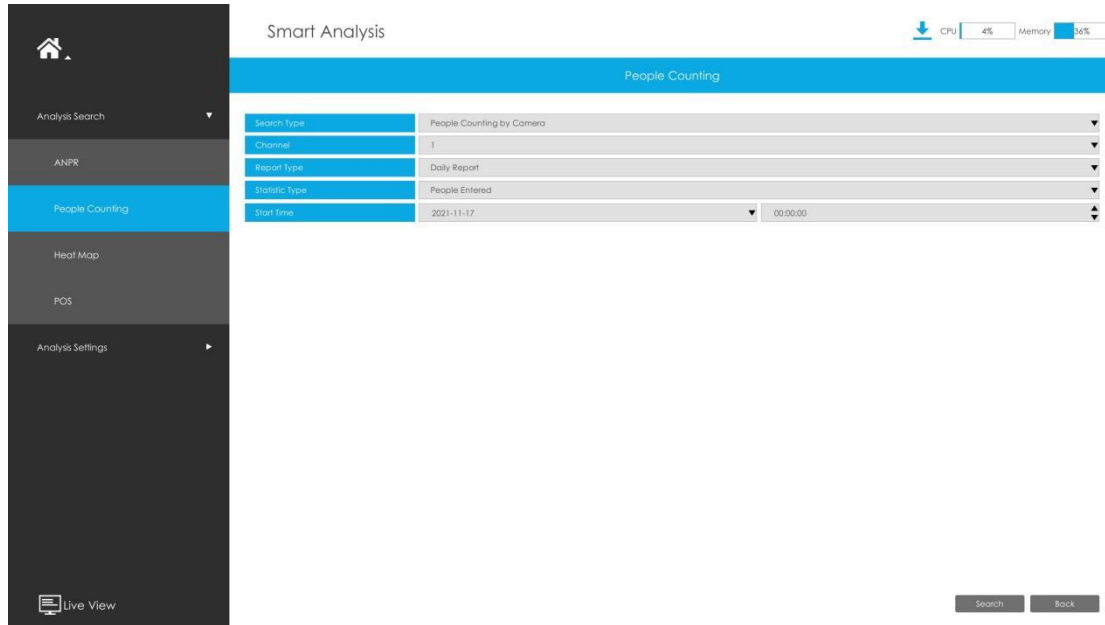 Smart Analysis
CPU 4% Memory 36%
People Counting
Analysis Search
ANPR
People Counting
Heat Map
POS
Analysis Settings
Live View
Search Type People Counting by Camera
Channel 1
Report Type Daily Report
Statistic Type People Entered
Start Time 2021-11-17 00:00:00
Search Back